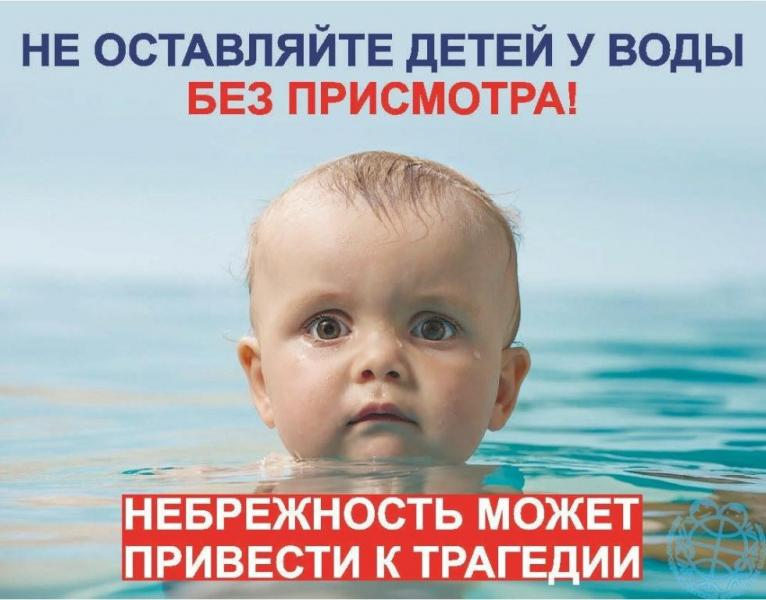 НЕ ОСТАВЛЯЙТЕ ДЕТЕЙ У ВОДЫ
БЕЗ ПРИСМОТРА!
НЕБРЕЖНОСТЬ МОЖЕТ
ПРИВЕСТИ К ТРАГЕДИИ